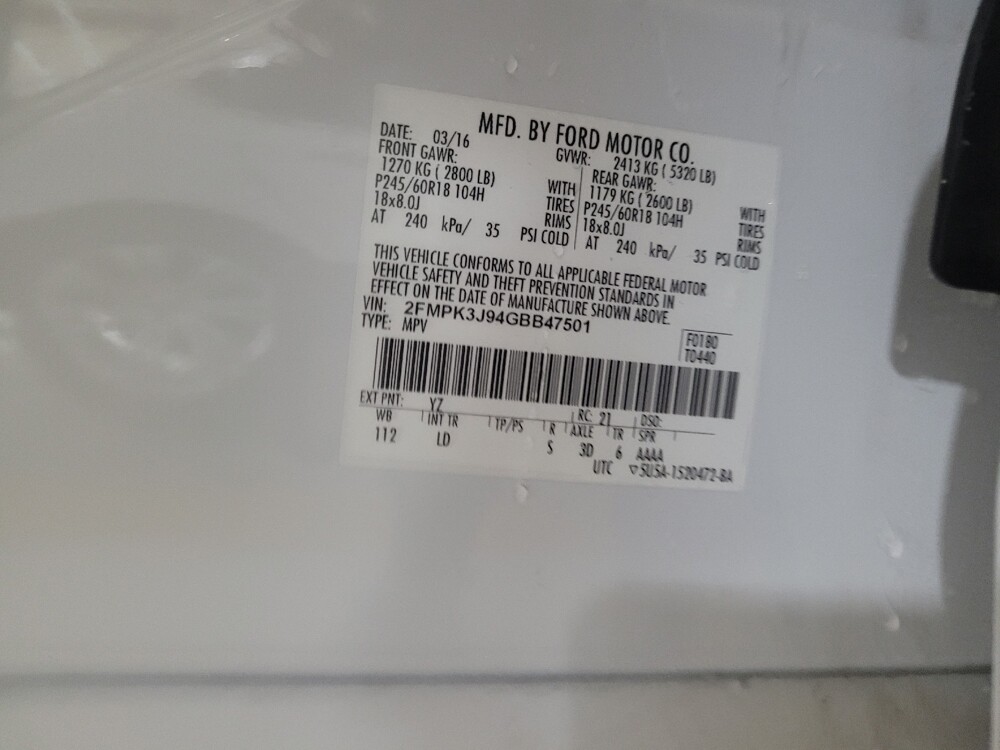 MFD. BY FORD MOTOR CO.
DATE: 03/16 GVWR: 2413 KG ( 5320 LB)
FRONT GAWR: REAR GAWR:
1270 KG ( 2800 LB) WITH 1179 KG ( 2600 LB) WITH
P245/60R18 104H TIRES P245/60R18 104H TIRES
18x8.0J RIMS 18x8.0J RIMS
AT 240 kPa/ 35 PSI COLD AT 240 kPa/ 35 PSI COLD
THIS VEHICLE CONFORMS TO ALL APPLICABLE FEDERAL MOTOR
VEHICLE SAFETY AND THEFT PREVENTION STANDARDS IN
EFFECT ON THE DATE OF MANUFACTURE SHOWN ABOVE.
VIN: 2FMPK3J94GBB47501
TYPE: MPV
F0180
T0440
EXT PNT: YZ RC: 21 DSO:
WB INT TR TP/PS R AXLE TR SPR
112 LD S 3D 6 AAAA
UTC ▽5U5A-1520472-BA